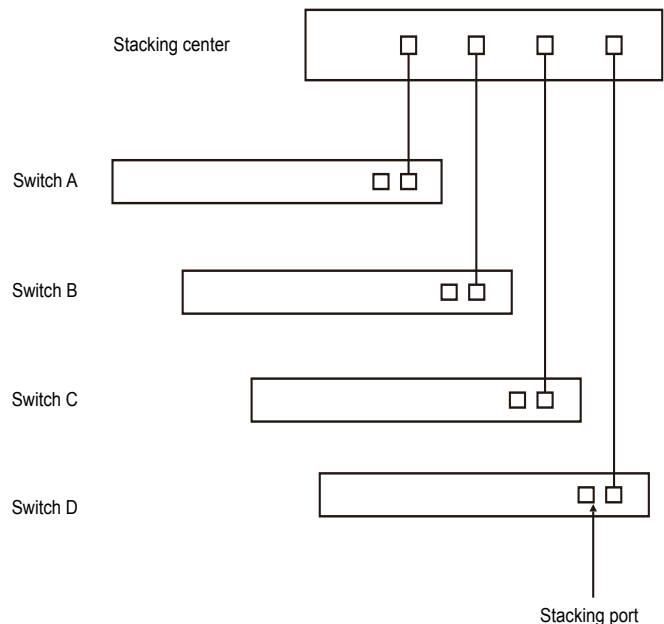 Stacking center
Switch A
Switch B
Switch C
Switch D
Stacking port